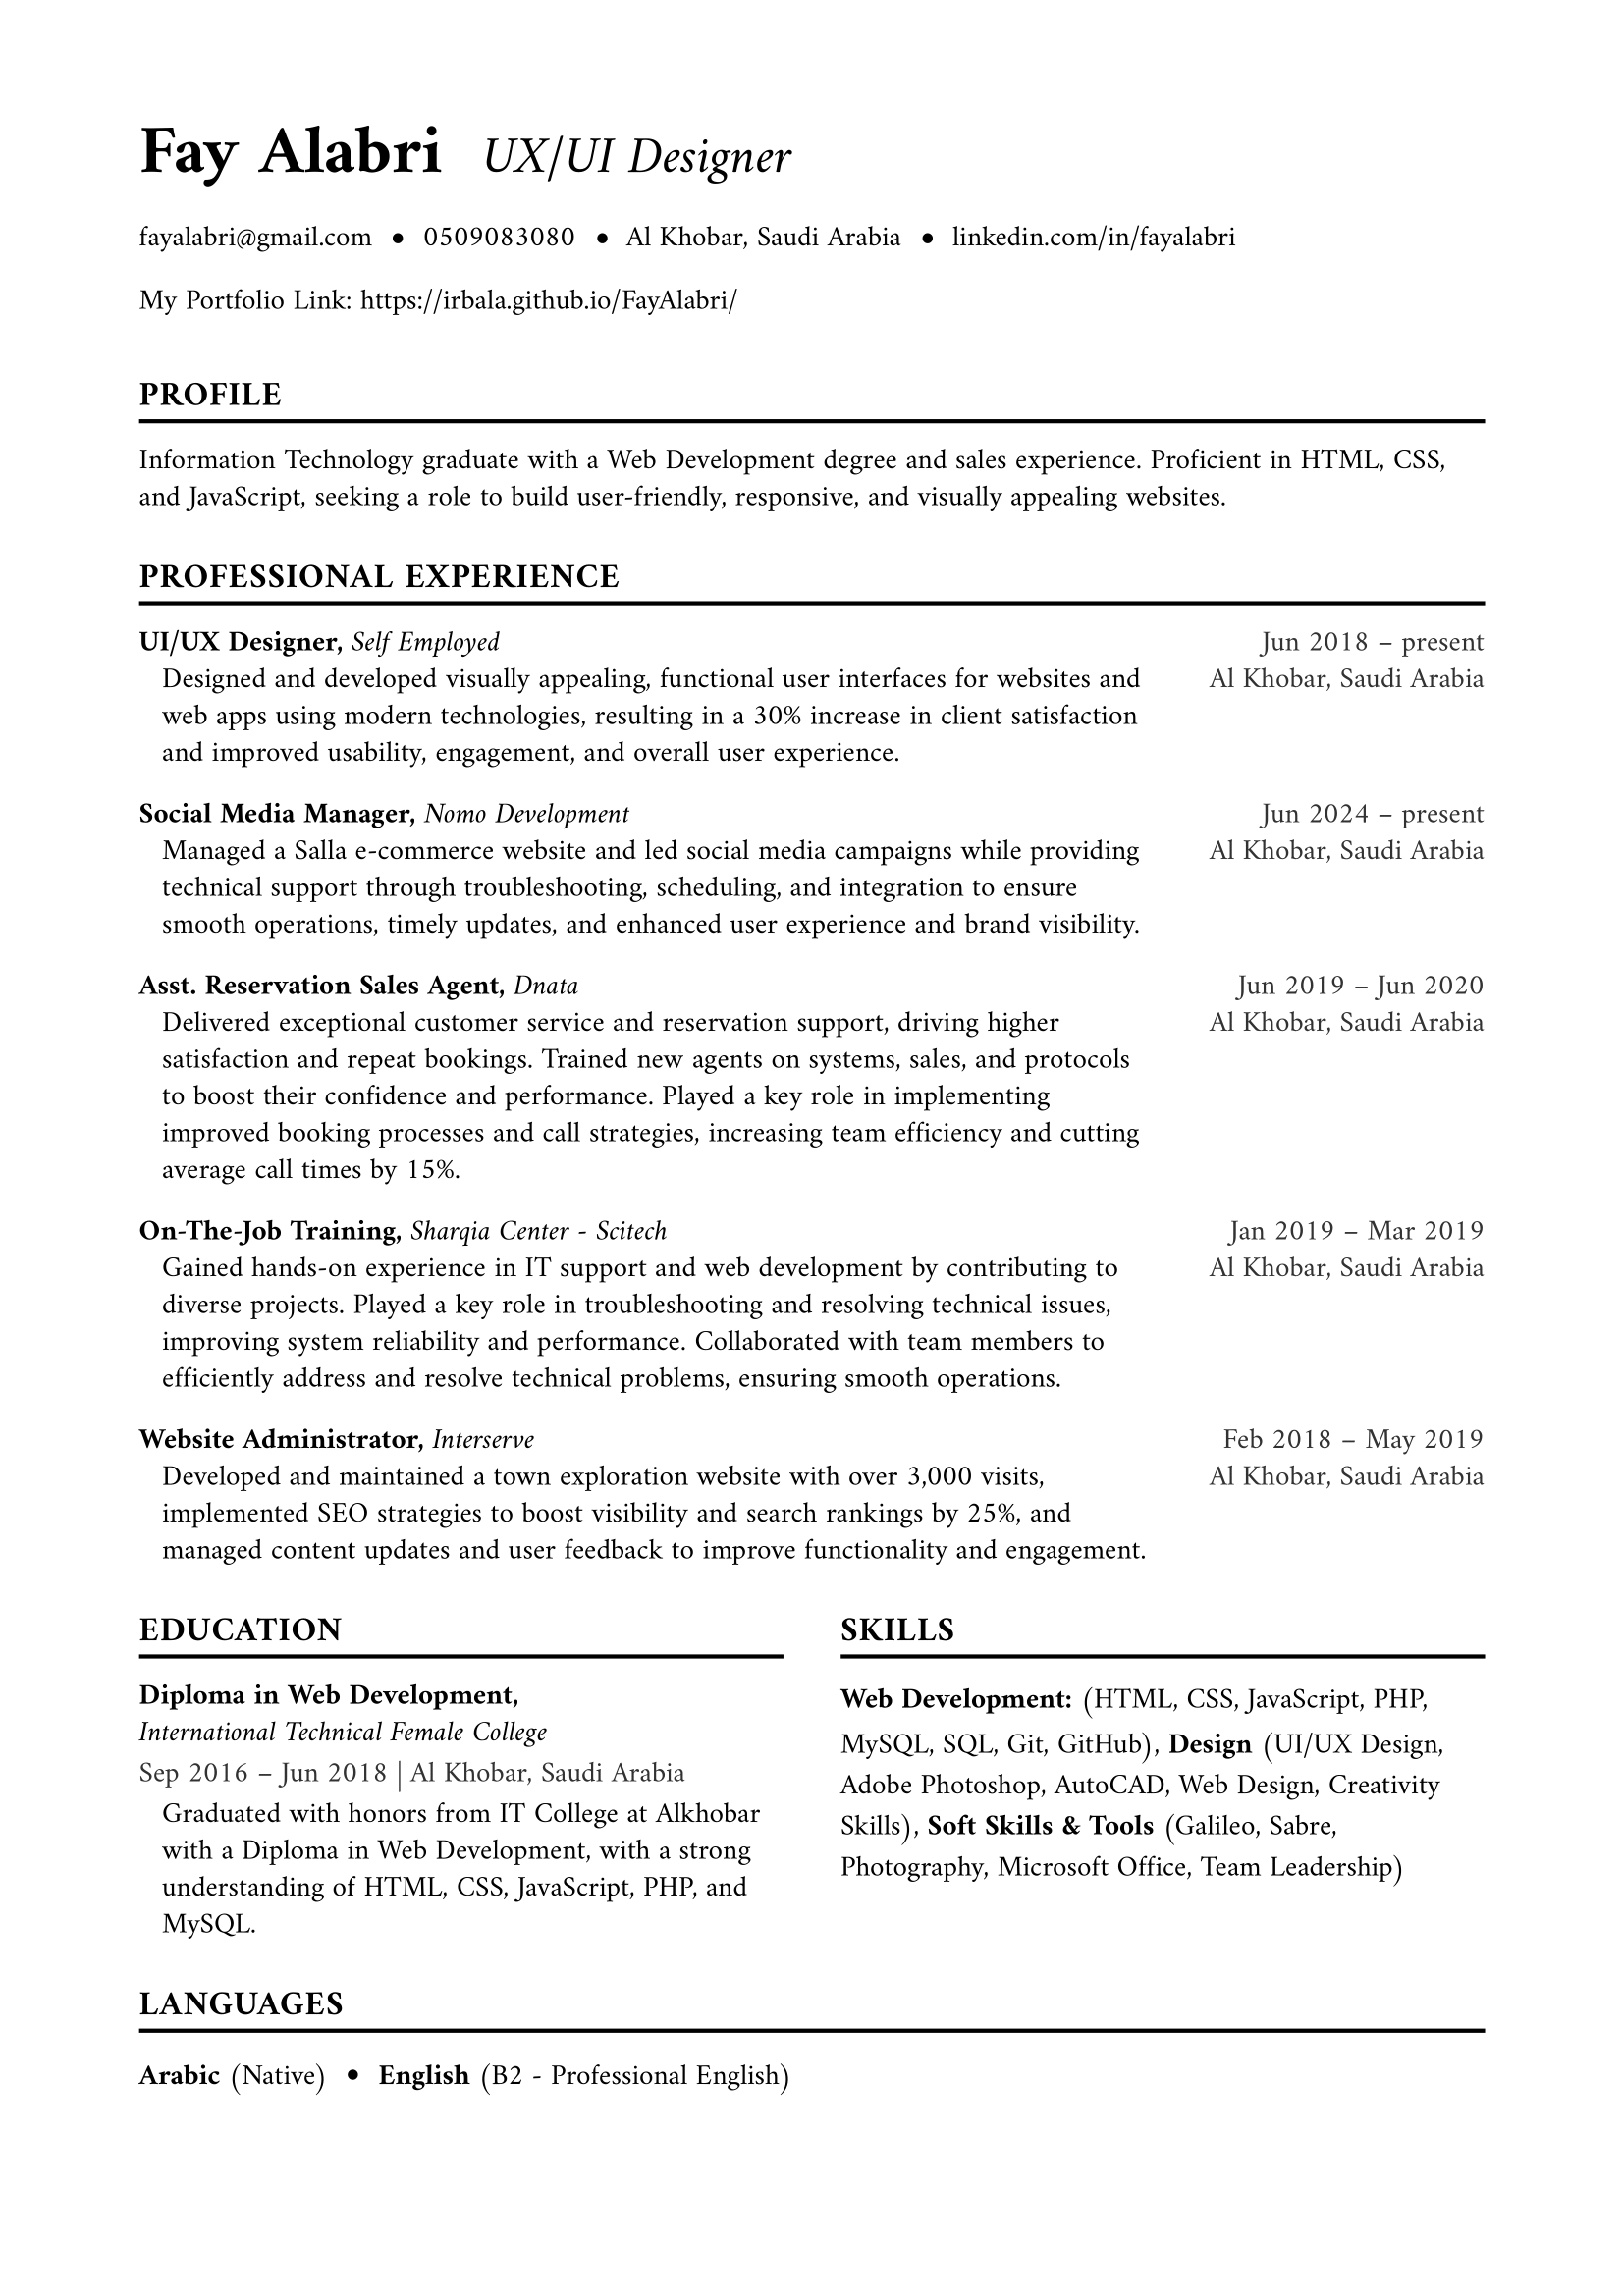 Fay Alabri UX/UI Designer
fayalabri@gmail.com • 0509083080 • Al Khobar, Saudi Arabia • linkedin.com/in/fayalabri
My Portfolio Link: https://irbala.github.io/FayAlabri/
PROFILE
Information Technology graduate with a Web Development degree and sales experience. Proficient in HTML, CSS,
and JavaScript, seeking a role to build user-friendly, responsive, and visually appealing websites.
PROFESSIONAL EXPERIENCE
UI/UX Designer, Self Employed Jun 2018 – present
Designed and developed visually appealing, functional user interfaces for websites and Al Khobar, Saudi Arabia
web apps using modern technologies, resulting in a 30% increase in client satisfaction
and improved usability, engagement, and overall user experience.
Social Media Manager, Nomo Development Jun 2024 – present
Managed a Salla e-commerce website and led social media campaigns while providing Al Khobar, Saudi Arabia
technical support through troubleshooting, scheduling, and integration to ensure
smooth operations, timely updates, and enhanced user experience and brand visibility.
Asst. Reservation Sales Agent, Dnata Jun 2019 – Jun 2020
Delivered exceptional customer service and reservation support, driving higher Al Khobar, Saudi Arabia
satisfaction and repeat bookings. Trained new agents on systems, sales, and protocols
to boost their confidence and performance. Played a key role in implementing
improved booking processes and call strategies, increasing team efficiency and cutting
average call times by 15%.
On-The-Job Training, Sharqia Center - Scitech Jan 2019 – Mar 2019
Gained hands-on experience in IT support and web development by contributing to Al Khobar, Saudi Arabia
diverse projects. Played a key role in troubleshooting and resolving technical issues,
improving system reliability and performance. Collaborated with team members to
efficiently address and resolve technical problems, ensuring smooth operations.
Website Administrator, Interserve Feb 2018 – May 2019
Developed and maintained a town exploration website with over 3,000 visits, Al Khobar, Saudi Arabia
implemented SEO strategies to boost visibility and search rankings by 25%, and
managed content updates and user feedback to improve functionality and engagement.
EDUCATION
Diploma in Web Development,
International Technical Female College
Sep 2016 – Jun 2018 | Al Khobar, Saudi Arabia
Graduated with honors from IT College at Alkhobar
with a Diploma in Web Development, with a strong
understanding of HTML, CSS, JavaScript, PHP, and
MySQL.
SKILLS
Web Development: (HTML, CSS, JavaScript, PHP,
MySQL, SQL, Git, GitHub), Design (UI/UX Design,
Adobe Photoshop, AutoCAD, Web Design, Creativity
Skills), Soft Skills & Tools (Galileo, Sabre,
Photography, Microsoft Office, Team Leadership)
LANGUAGES
Arabic (Native) • English (B2 - Professional English)